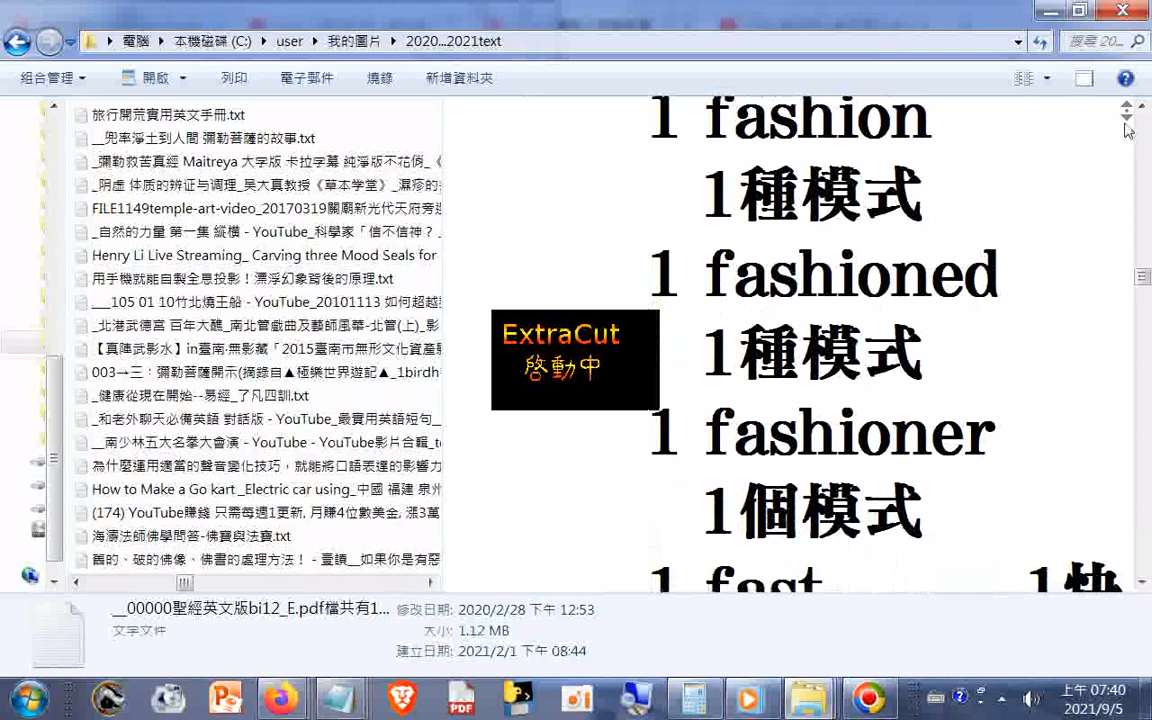 電腦 本機磁碟 (C:) user 我的圖片 2020...2021text
搜尋 20...
組合管理 開啟 列印 電子郵件 燒錄 新增資料夾
旅行開荒實用英文手冊.txt
__兜率淨土到人間 彌勒菩薩的故事.txt
_彌勒救苦真經 Maitreya 大字版 卡拉字幕 純淨版不花俏_《
_阴虚 体质的辨证与调理_吴大真教授《草本学堂》_濕疹的
FILE1149temple-art-video_20170319關廟新光代天府旁
_自然的力量 第一集 縱橫 - YouTube_科學家「信不信神？」
Henry Li Live Streaming_ Carving three Mood Seals for
用手機就能自製全息投影！漂浮幻象背後的原理.txt
___105 01 10竹北燒王船 - YouTube_20101113 如何超越
_北港武德宮 百年大醮_南北管戲曲及藝師風華-北管(上)_影
【真陣武影水】in臺南·無影藏「2015臺南市無形文化資產
003→三：彌勒菩薩開示(摘錄自▲極樂世界遊記▲_1birdh
_健康從現在開始--易經_了凡四訓.txt
_和老外聊天必備英語 對話版 - YouTube_最實用英語短句_
__南少林五大名拳大會演 - YouTube - YouTube影片合輯_t
為什麼運用適當的聲音變化技巧，就能將口語表達的影響力
How to Make a Go kart _Electric car using_中國 福建 泉州
(174) YouTube賺錢 只需每週1更新, 月賺4位數美金, 漲3萬
海濤法師佛學問答-佛寶與法寶.txt
舊的、破的佛像、佛書的處理方法！ - 壹讀__如果你是有惡
1 fashion
1種模式
1 fashioned
1種模式
1 fashioner
1個模式
1 fast 1快
ExtraCut
啓動中
__00000聖經英文版bi12_E.pdf檔共有1... 修改日期: 2020/2/28 下午 12:53
文字文件 大小: 1.12 MB
建立日期: 2021/2/1 下午 08:44
上午 07:40
2021/9/5